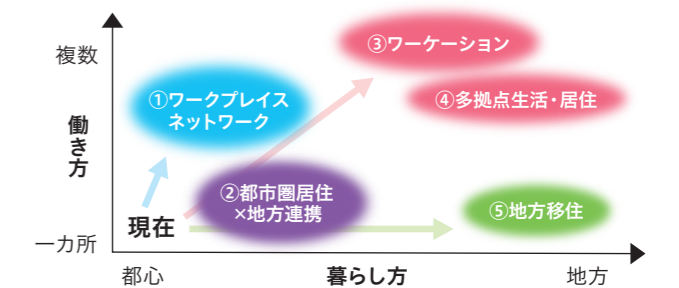 複数
働き方
一カ所
③ワーケーション
①ワークプレイス
ネットワーク
④多拠点生活・居住
②都市圏居住
×地方連携
⑤地方移住
現在
都心
暮らし方
地方